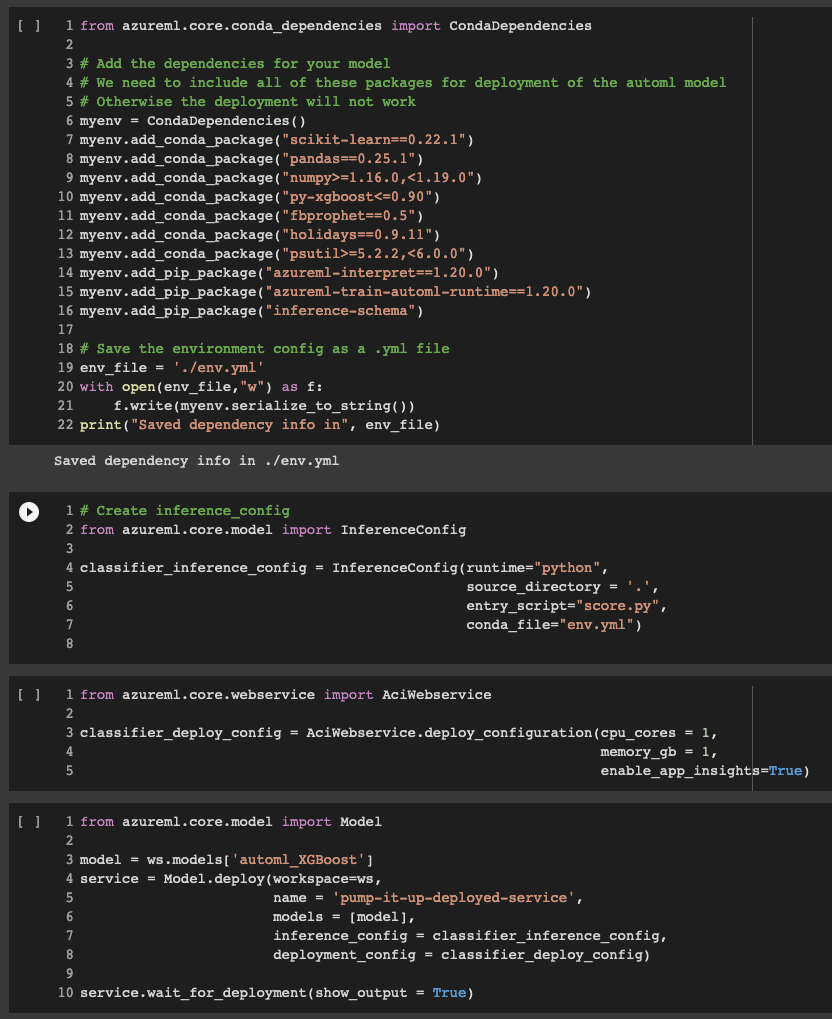 [ ] 1 from azureml.core.conda_dependencies import CondaDependencies
2
3 # Add the dependencies for your model
4 # We need to include all of these packages for deployment of the automl model
5 # Otherwise the deployment will not work
6 myenv = CondaDependencies()
7 myenv.add_conda_package("scikit-learn==0.22.1")
8 myenv.add_conda_package("pandas==0.25.1")
9 myenv.add_conda_package("numpy>=1.16.0,<1.19.0")
10 myenv.add_conda_package("py-xgboost<=0.90")
11 myenv.add_conda_package("fbprophet==0.5")
12 myenv.add_conda_package("holidays==0.9.11")
13 myenv.add_conda_package("psutil>=5.2.2,<6.0.0")
14 myenv.add_pip_package("azureml-interpret==1.20.0")
15 myenv.add_pip_package("azureml-train-automl-runtime==1.20.0")
16 myenv.add_pip_package("inference-schema")
17
18 # Save the environment config as a .yml file
19 env_file = './env.yml'
20 with open(env_file,"w") as f:
21     f.write(myenv.serialize_to_string())
22 print("Saved dependency info in", env_file)
Saved dependency info in ./env.yml
1 # Create inference_config
2 from azureml.core.model import InferenceConfig
3
4 classifier_inference_config = InferenceConfig(runtime="python",
5                                               source_directory = '.',
6                                               entry_script="score.py",
7                                               conda_file="env.yml")
8
[ ] 1 from azureml.core.webservice import AciWebservice
2
3 classifier_deploy_config = AciWebservice.deploy_configuration(cpu_cores = 1,
4                                                               memory_gb = 1,
5                                                               enable_app_insights=True)
[ ] 1 from azureml.core.model import Model
2
3 model = ws.models['automl_XGBoost']
4 service = Model.deploy(workspace=ws,
5                        name = 'pump-it-up-deployed-service',
6                        models = [model],
7                        inference_config = classifier_inference_config,
8                        deployment_config = classifier_deploy_config)
9
10 service.wait_for_deployment(show_output = True)